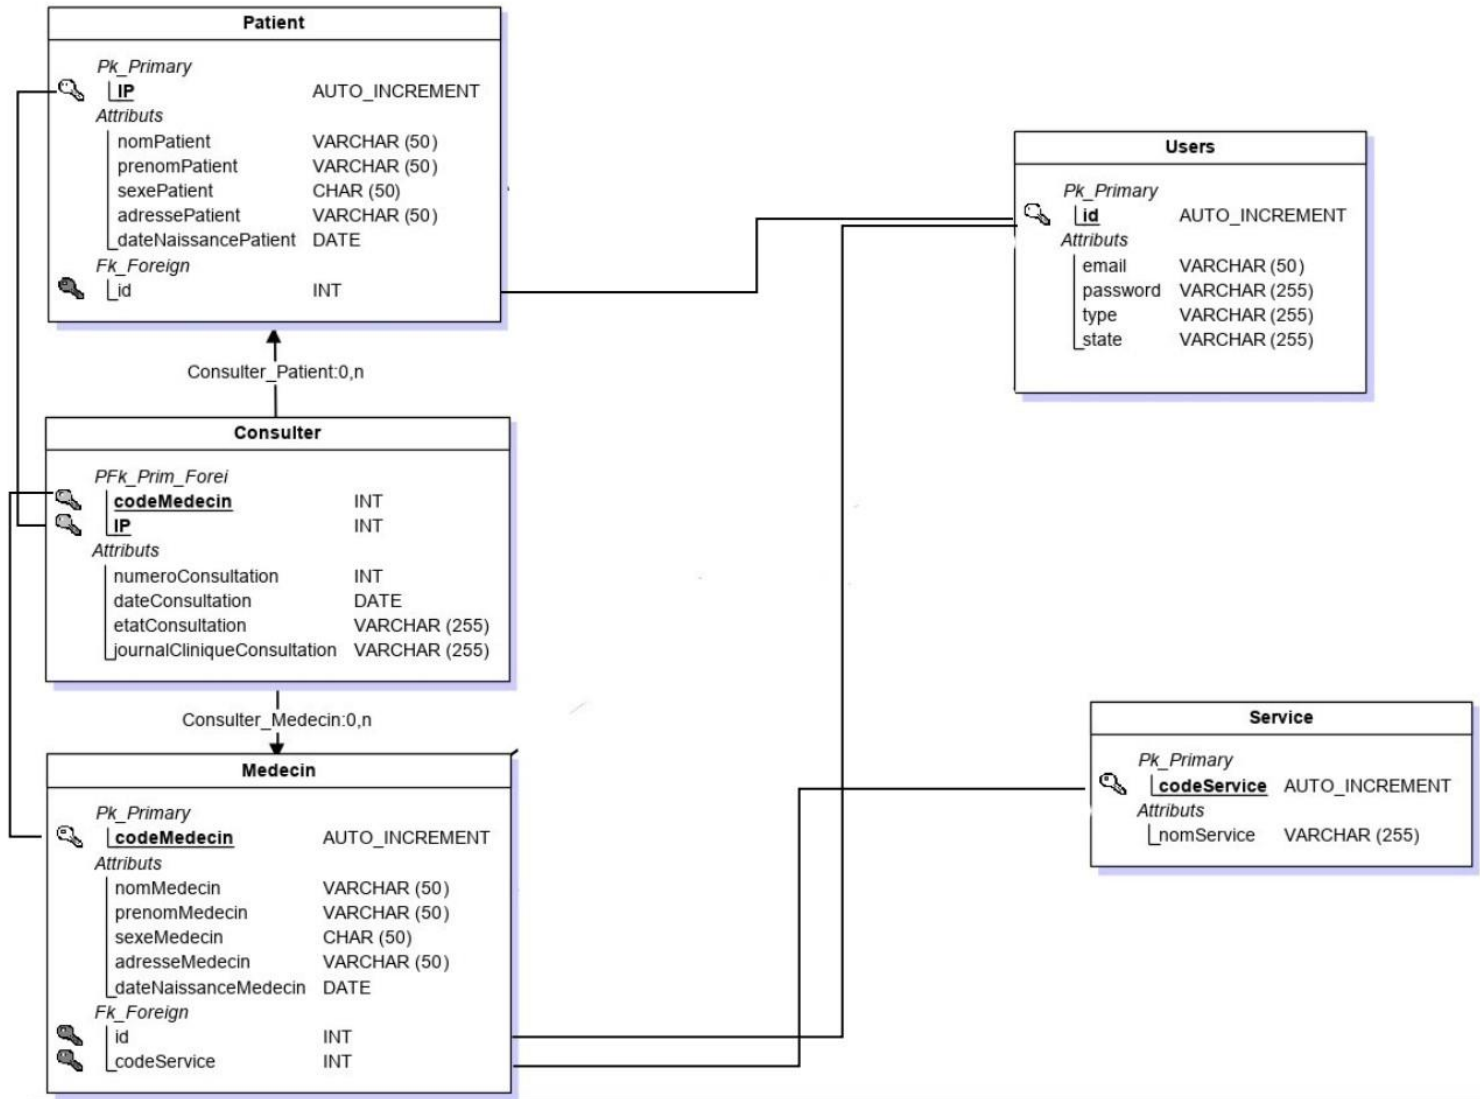 Patient
Pk_Primary
IP AUTO_INCREMENT
Attributs
nomPatient VARCHAR (50)
prenomPatient VARCHAR (50)
sexePatient CHAR (50)
adressePatient VARCHAR (50)
dateNaissancePatient DATE
Fk_Foreign
id INT
Consulter_Patient:0,n
Consulter
PFk_Prim_Forei
codeMedecin INT
IP INT
Attributs
numeroConsultation INT
dateConsultation DATE
etatConsultation VARCHAR (255)
journalCliniqueConsultation VARCHAR (255)
Consulter_Medecin:0,n
Medecin
Pk_Primary
codeMedecin AUTO_INCREMENT
Attributs
nomMedecin VARCHAR (50)
prenomMedecin VARCHAR (50)
sexeMedecin CHAR (50)
adresseMedecin VARCHAR (50)
dateNaissanceMedecin DATE
Fk_Foreign
id INT
codeService INT
Users
Pk_Primary
id AUTO_INCREMENT
Attributs
email VARCHAR (50)
password VARCHAR (255)
type VARCHAR (255)
state VARCHAR (255)
Service
Pk_Primary
codeService AUTO_INCREMENT
Attributs
nomService VARCHAR (255)